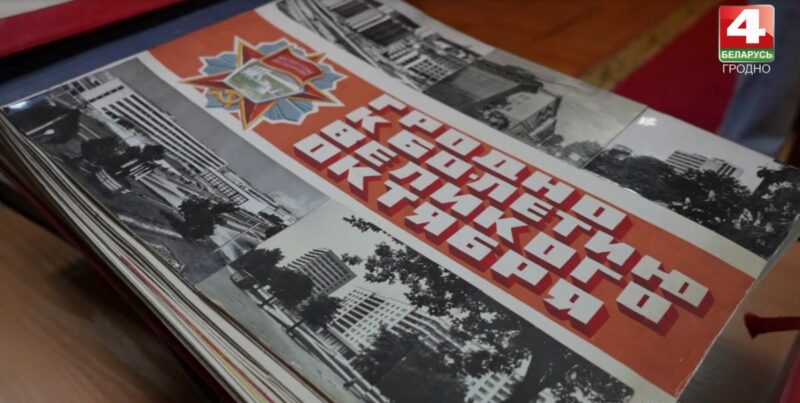 4
БЕЛАРУСЬ
ГРОДНО
ГРОДНО
К 60-ЛЕТИЮ
ВЕЛИКОГО
ОКТЯБРЯ